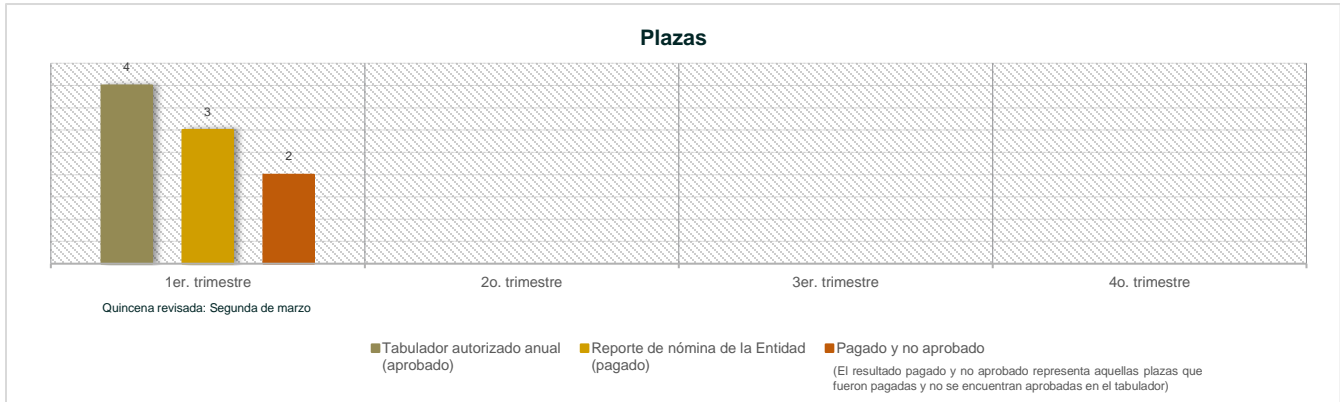 Plazas
4
3
2
1er. trimestre
2o. trimestre
3er. trimestre
4o. trimestre
Quincena revisada: Segunda de marzo
Tabulador autorizado anual
(aprobado)
Reporte de nómina de la Entidad
(pagado)
Pagado y no aprobado
(El resultado pagado y no aprobado representa aquellas plazas que
fueron pagadas y no se encuentran aprobadas en el tabulador)